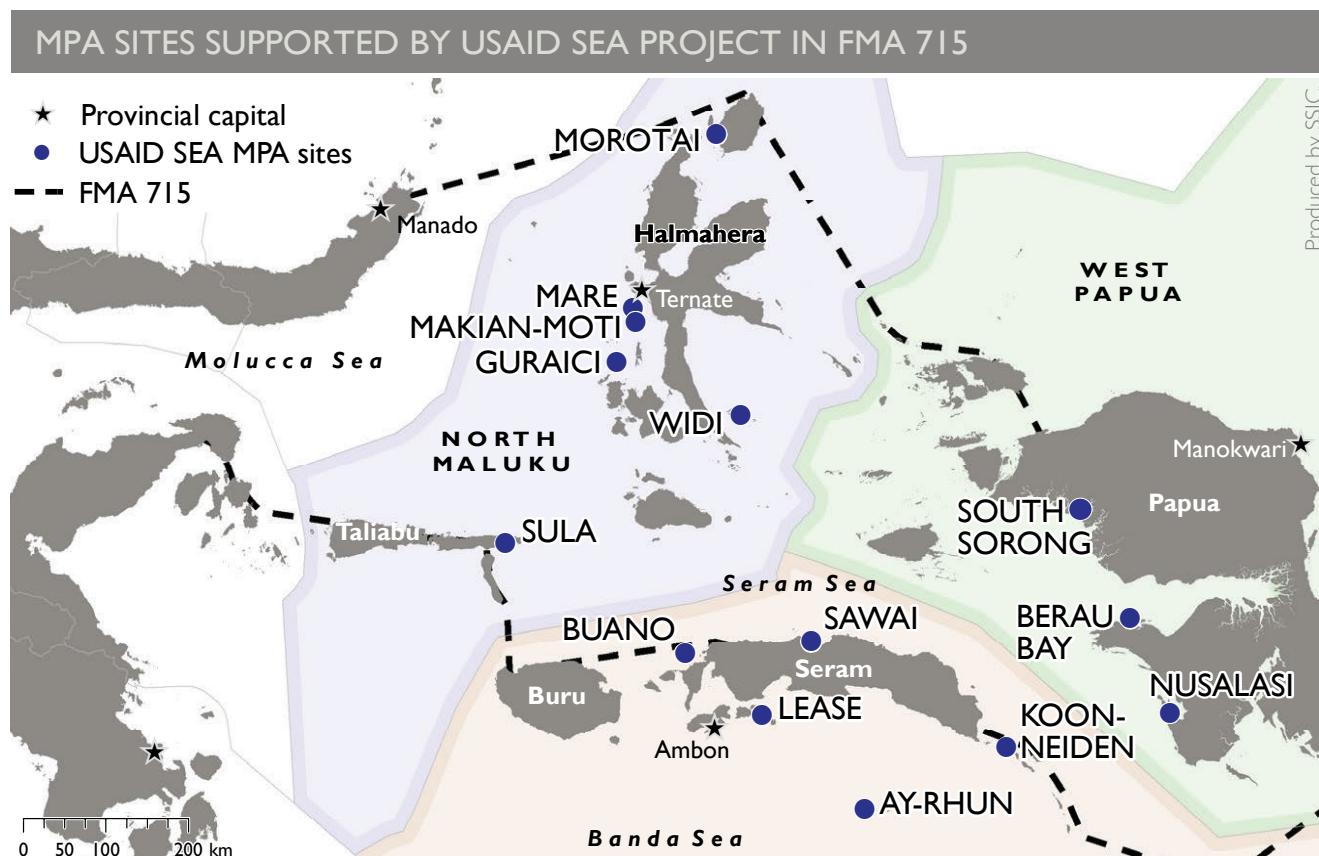 MPA SITES SUPPORTED BY USAID SEA PROJECT IN FMA 715
Provincial capital
USAID SEA MPA sites
FMA 715
Produced by SSIC
MOROTAI
Manado
Halmahera
WEST
PAPUA
MARE
Ternate
MAKIAN-MOTI
GURAICI
Molucca Sea
WIDI
NORTH
MALUKU
Manokwari
Papua
SOUTH
SORONG
Taliabu
SULA
Seram Sea
BUANO
SAWAI
BERAU
BAY
Seram
Buru
NUSALASI
LEASE
KOON-
NEIDEN
Ambon
AY-RHUN
Banda Sea
0 50 100 200 km